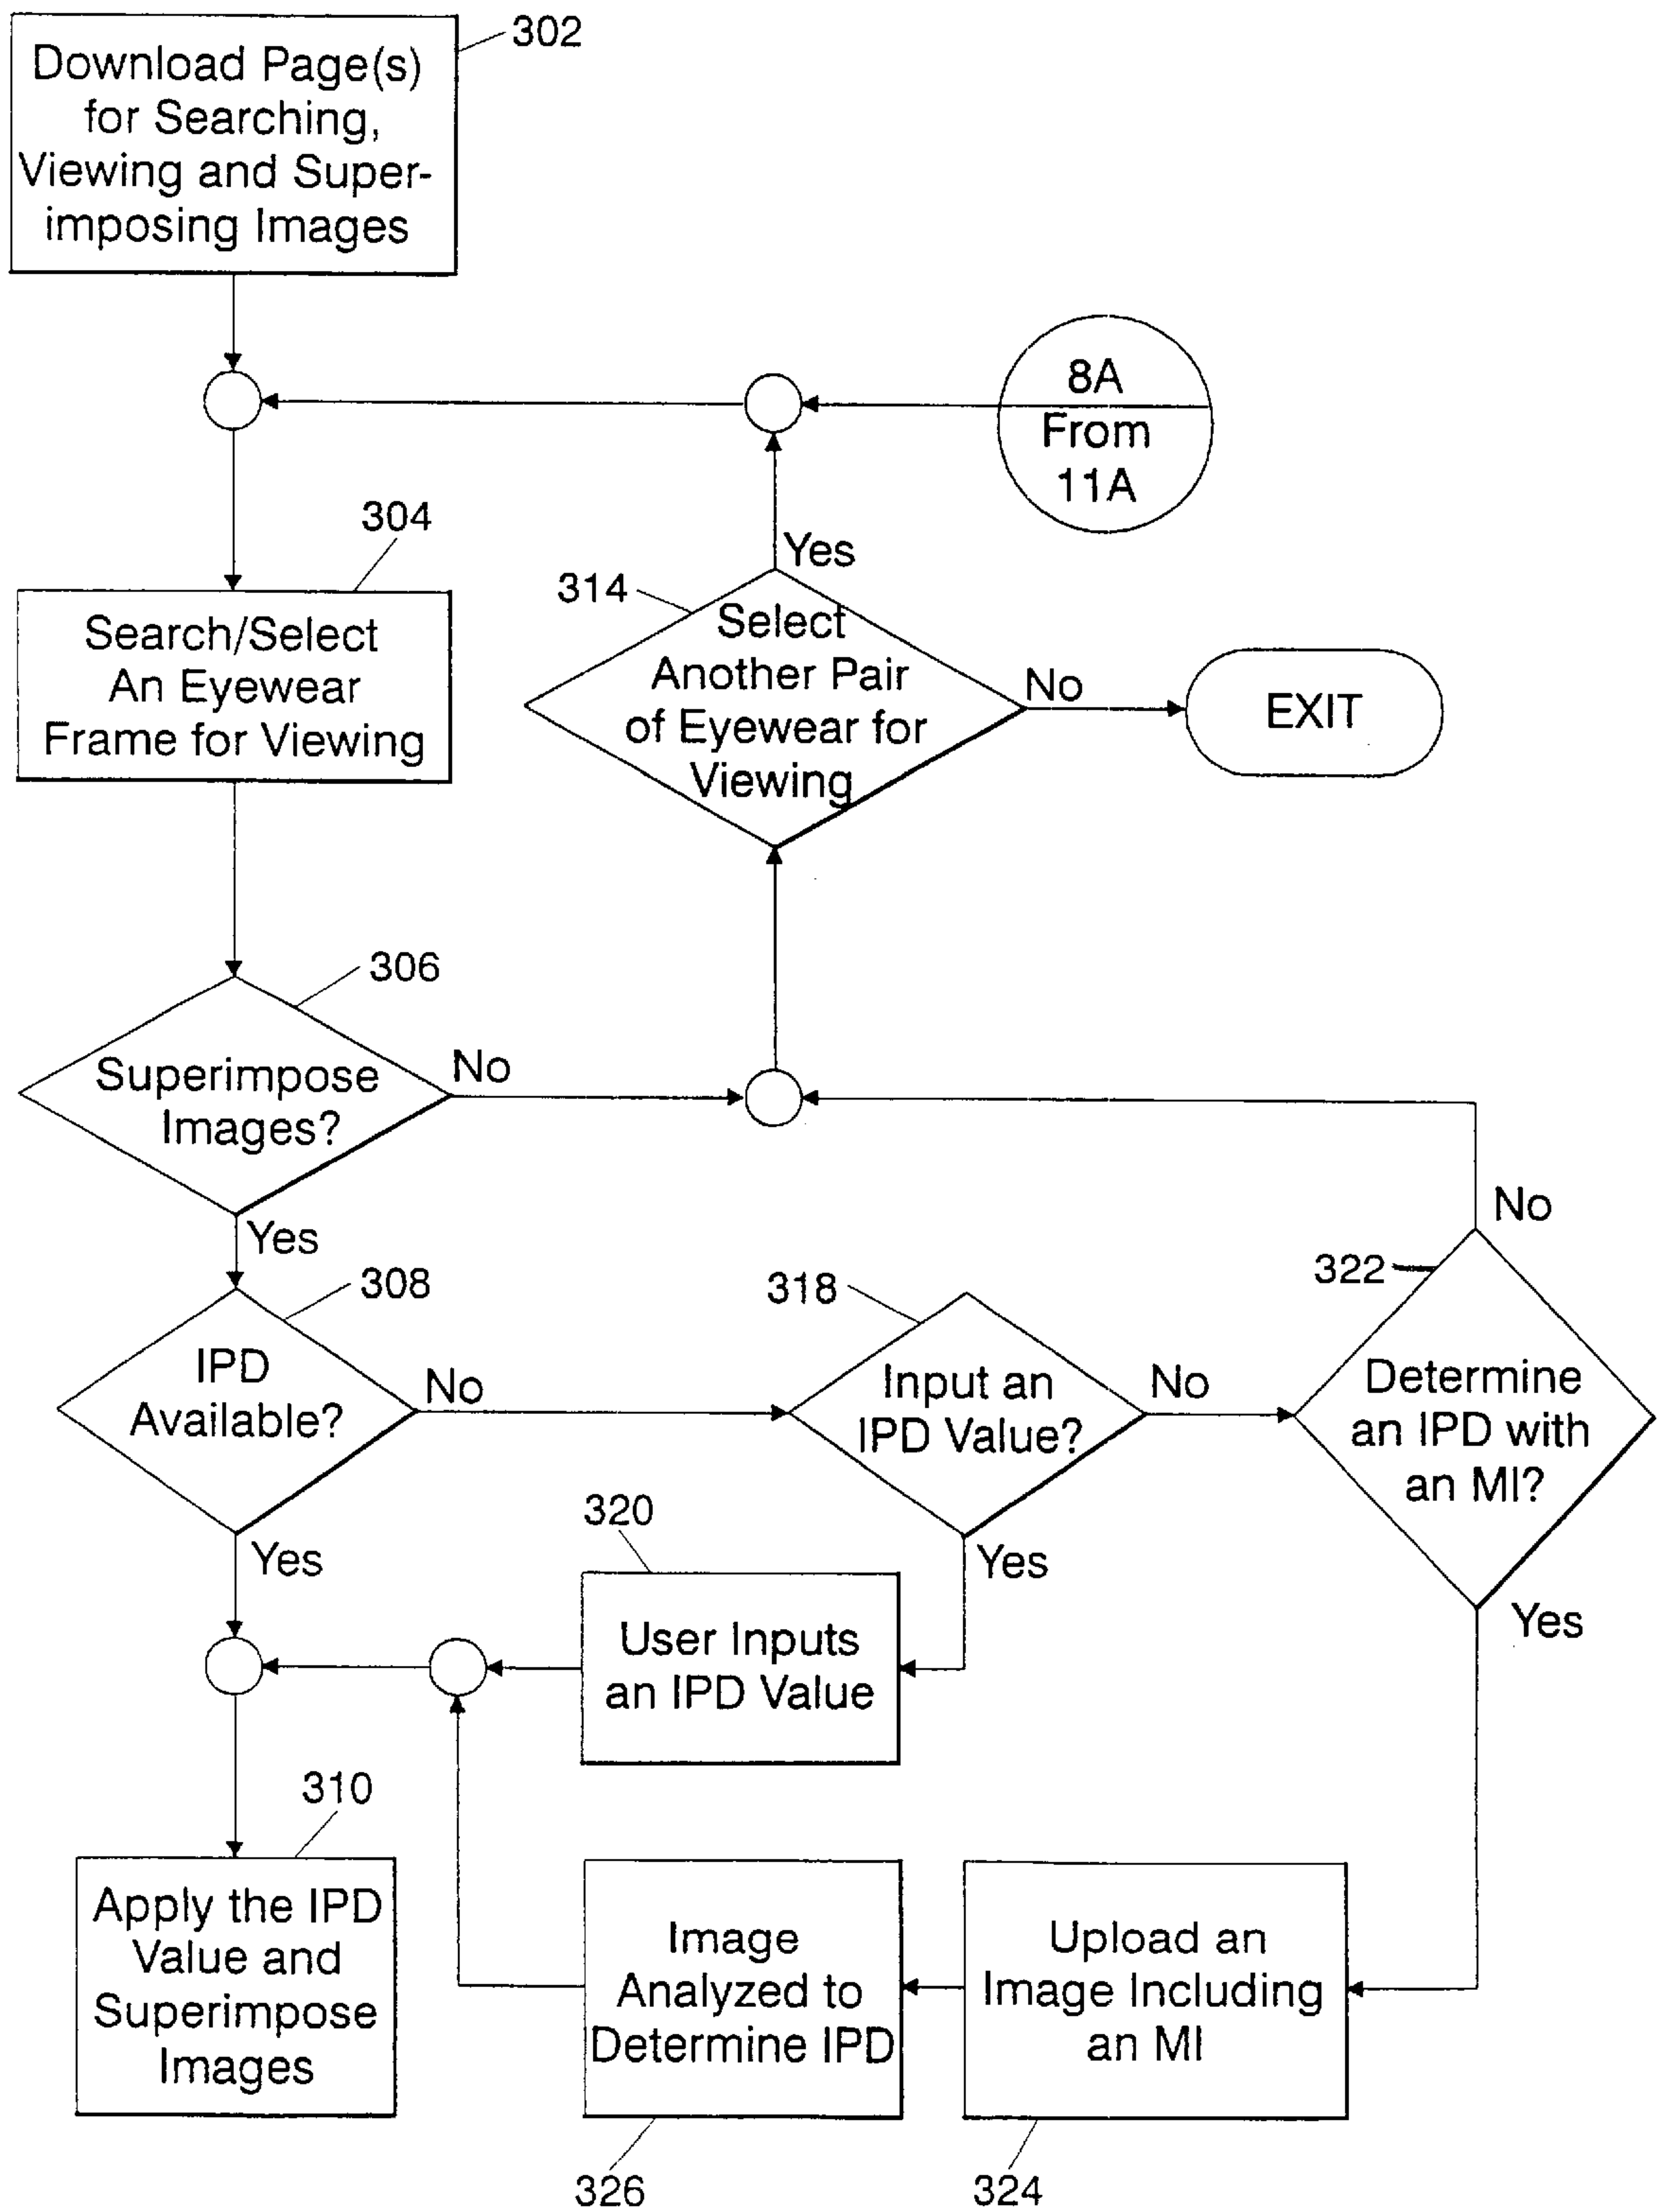 302
Download Page(s)
for Searching,
Viewing and Super-
imposing Images
8A
From
11A
304
Search/Select
An Eyewear
Frame for Viewing
Yes
314
Select
Another Pair
of Eyewear for
Viewing
No
EXIT
306
Superimpose
Images?
No
Yes
308
IPD
Available?
No
Yes
318
Input an
IPD Value?
No
Yes
No
322
Determine
an IPD with
an MI?
Yes
320
User Inputs
an IPD Value
310
Apply the IPD
Value and
Superimpose
Images
Image
Analyzed to
Determine IPD
326
Upload an
Image Including
an MI
324